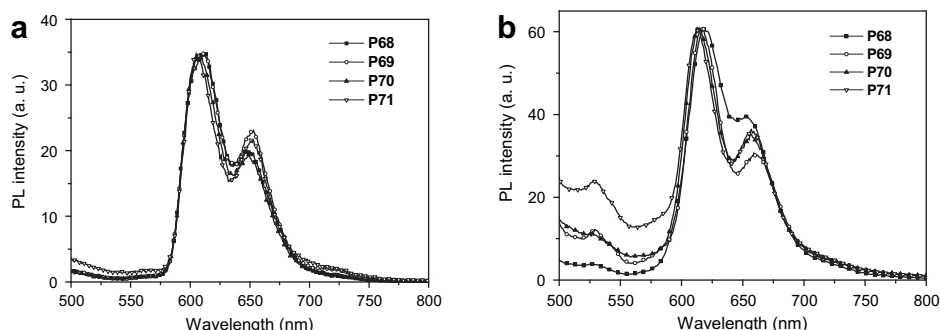 a
40
30
20
10
0
PL intensity (a. u.)
P68
P69
P70
P71
500 550 600 650 700 750 800
Wavelength (nm)
b
60
40
20
0
PL intensity (a. u.)
P68
P69
P70
P71
500 550 600 650 700 750 800
Wavelength (nm)